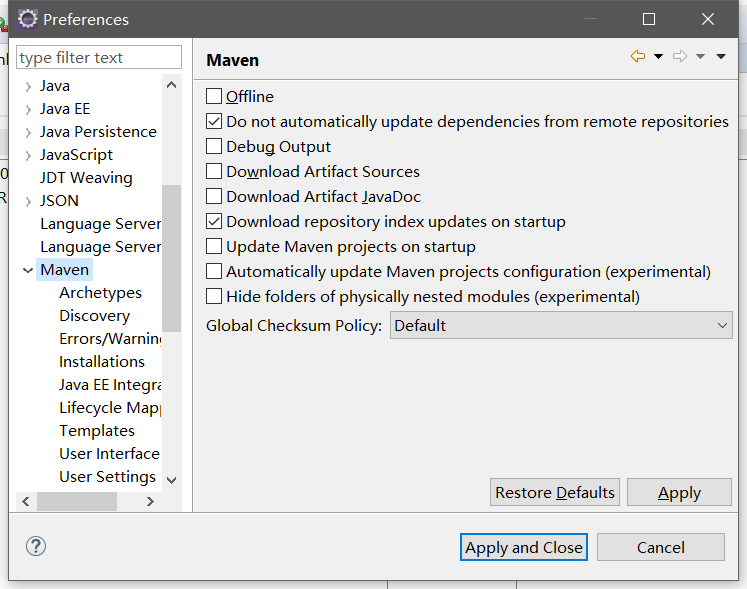 Preferences
type filter text
Java
Java EE
Java Persistence
JavaScript
JDT Weaving
JSON
Language Server
Language Server
Maven
Archetypes
Discovery
Errors/Warnin
Installations
Java EE Integra
Lifecycle Map
Templates
User Interface
User Settings
Maven
Offline
Do not automatically update dependencies from remote repositories
Debug Output
Download Artifact Sources
Download Artifact JavaDoc
Download repository index updates on startup
Update Maven projects on startup
Automatically update Maven projects configuration (experimental)
Hide folders of physically nested modules (experimental)
Global Checksum Policy: Default
Restore Defaults Apply
? Apply and Close Cancel